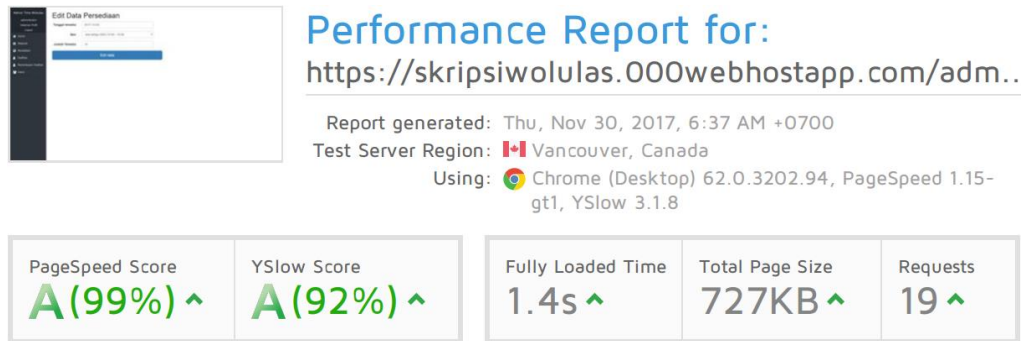 Edit Data Persediaan
Edit Data
Performance Report for:
https://skripsiwolulas.000webhostapp.com/adm..
Report generated: Thu, Nov 30, 2017, 6:37 AM +0700
Test Server Region: Vancouver, Canada
Using: Chrome (Desktop) 62.0.3202.94, PageSpeed 1.15-
gt1, YSlow 3.1.8
PageSpeed Score
A(99%)
YSlow Score
A(92%)
Fully Loaded Time
1.4s
Total Page Size
727KB
Requests
19